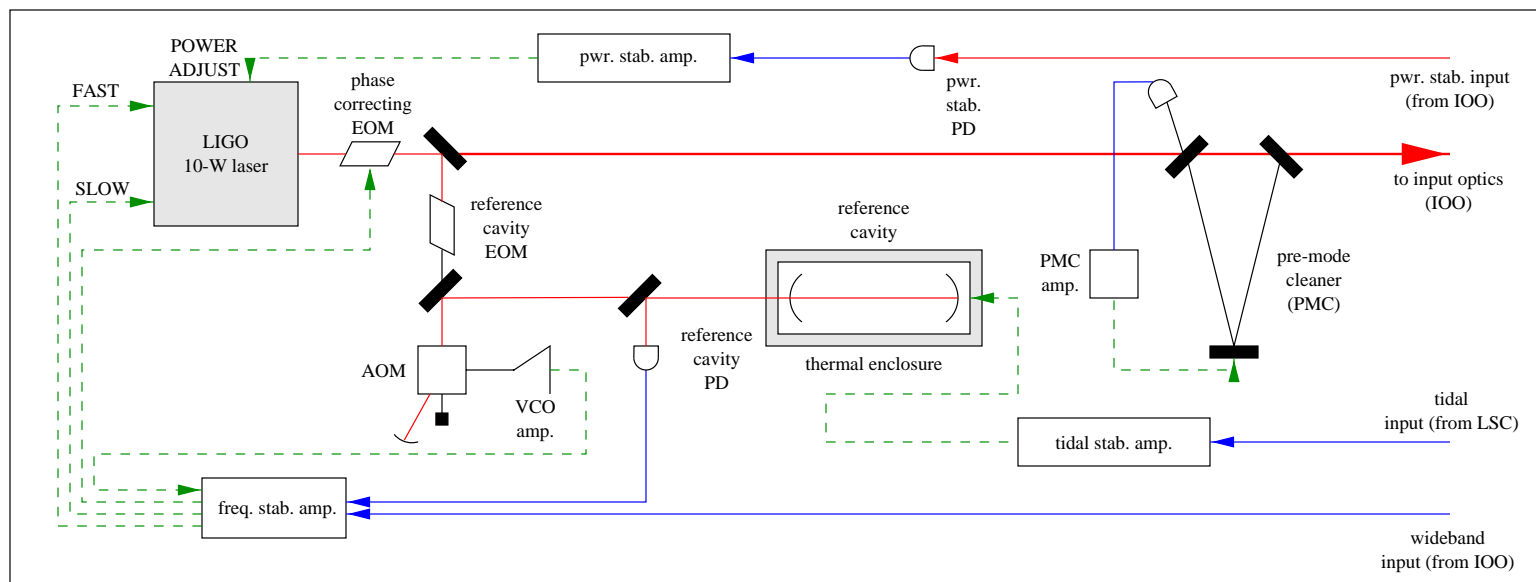 POWER
ADJUST
FAST
phase
correcting
EOM
pwr. stab. amp.
pwr.
stab.
PD
pwr. stab. input
(from IOO)
LIGO
10-W laser
SLOW
to input optics
(IOO)
reference
cavity
EOM
reference
cavity
PMC
amp.
pre-mode
cleaner
(PMC)
AOM
VCO
amp.
reference
cavity
PD
thermal enclosure
tidal
input (from LSC)
tidal stab. amp.
freq. stab. amp.
wideband
input (from IOO)